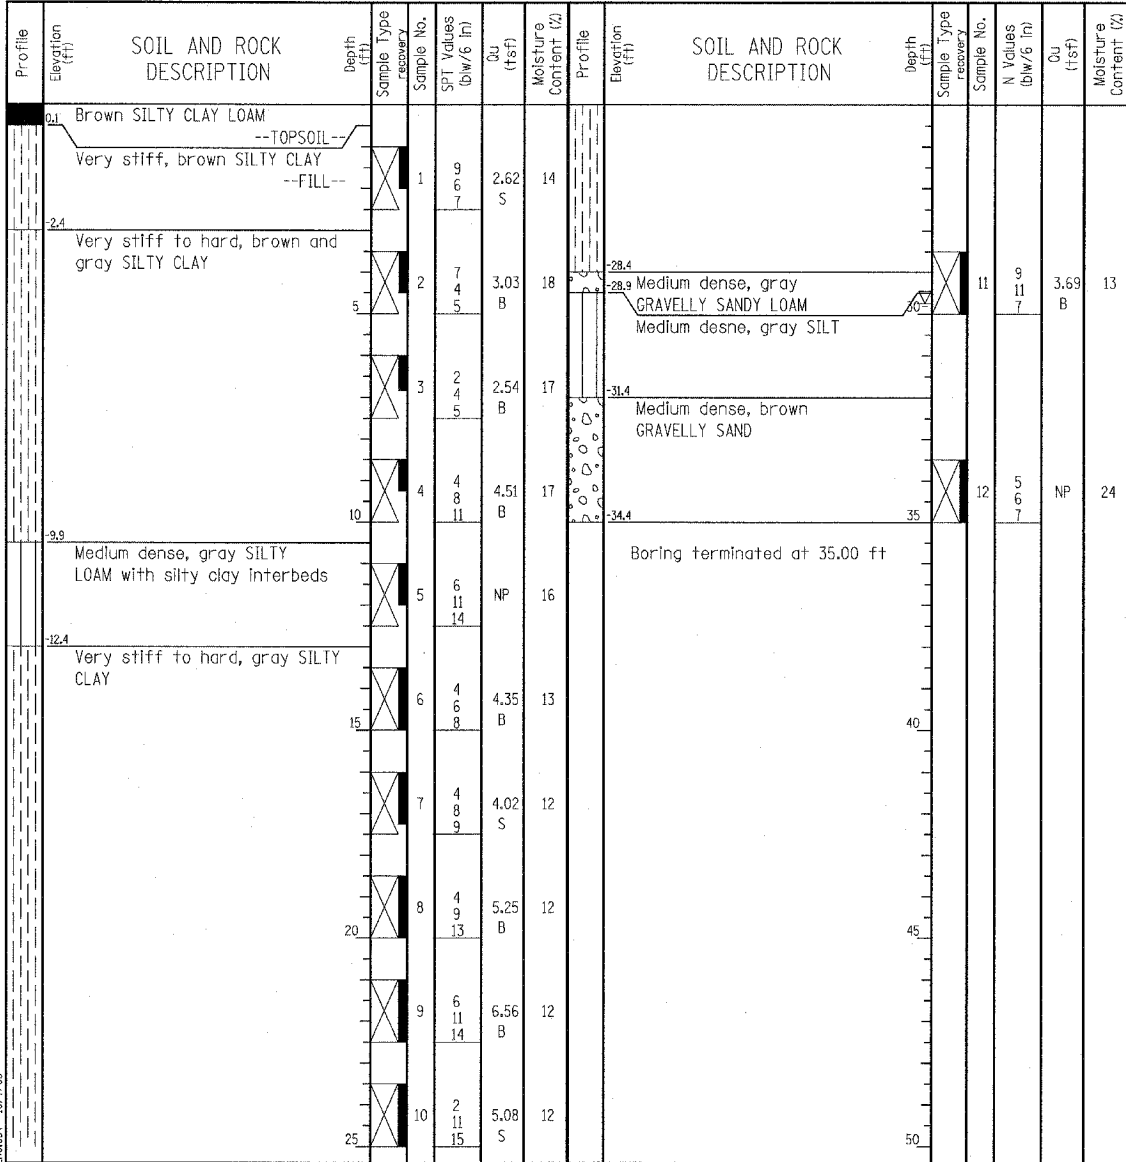 Profile
Elevation (ft)
SOIL AND ROCK
DESCRIPTION
Depth (ft)
Sample Type recovery
Sample No.
SPT Values (blw/6 in)
Qu (tsf)
Moisture Content (%)
Profile
Elevation (ft)
SOIL AND ROCK
DESCRIPTION
Depth (ft)
Sample Type recovery
Sample No.
N Values (blw/6 in)
Qu (tsf)
Moisture Content (%)
0.1 Brown SILTY CLAY LOAM
--TOPSOIL--
Very stiff, brown SILTY CLAY
--FILL--
1 9 6 7 2.62 S 14
-2.4
Very stiff to hard, brown and
gray SILTY CLAY
2 7 4 5 3.03 B 18
5
3 2 4 5 2.54 B 17
4 4 8 11 4.51 B 17
10
-9.9
Medium dense, gray SILTY
LOAM with silty clay interbeds
5 6 11 14 NP 16
-12.4
Very stiff to hard, gray SILTY
CLAY
6 4 6 8 4.35 B 13
15
7 4 8 9 4.02 S 12
8 4 9 13 5.25 B 12
20
9 6 11 14 6.56 B 12
10 2 11 15 5.08 S 12
25
-28.4
-28.9 Medium dense, gray
GRAVELLY SANDY LOAM
11 9 11 7 3.69 B 13
30
Medium desne, gray SILT
-31.4
Medium dense, brown
GRAVELLY SAND
12 5 6 7 NP 24
-34.4
35
Boring terminated at 35.00 ft
40
45
50